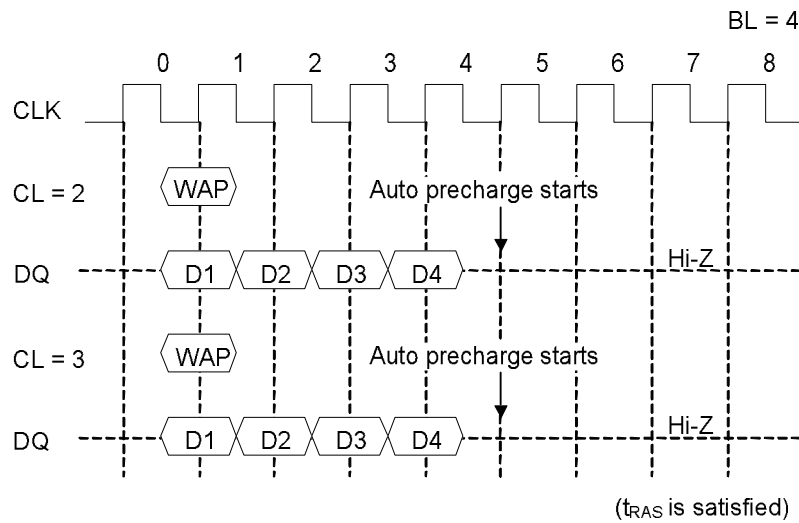 BL = 4
0 1 2 3 4 5 6 7 8
CLK
CL = 2
WAP
Auto precharge starts
DQ
D1 D2 D3 D4
Hi-Z
CL = 3
WAP
Auto precharge starts
DQ
D1 D2 D3 D4
Hi-Z
(tRAS is satisfied)